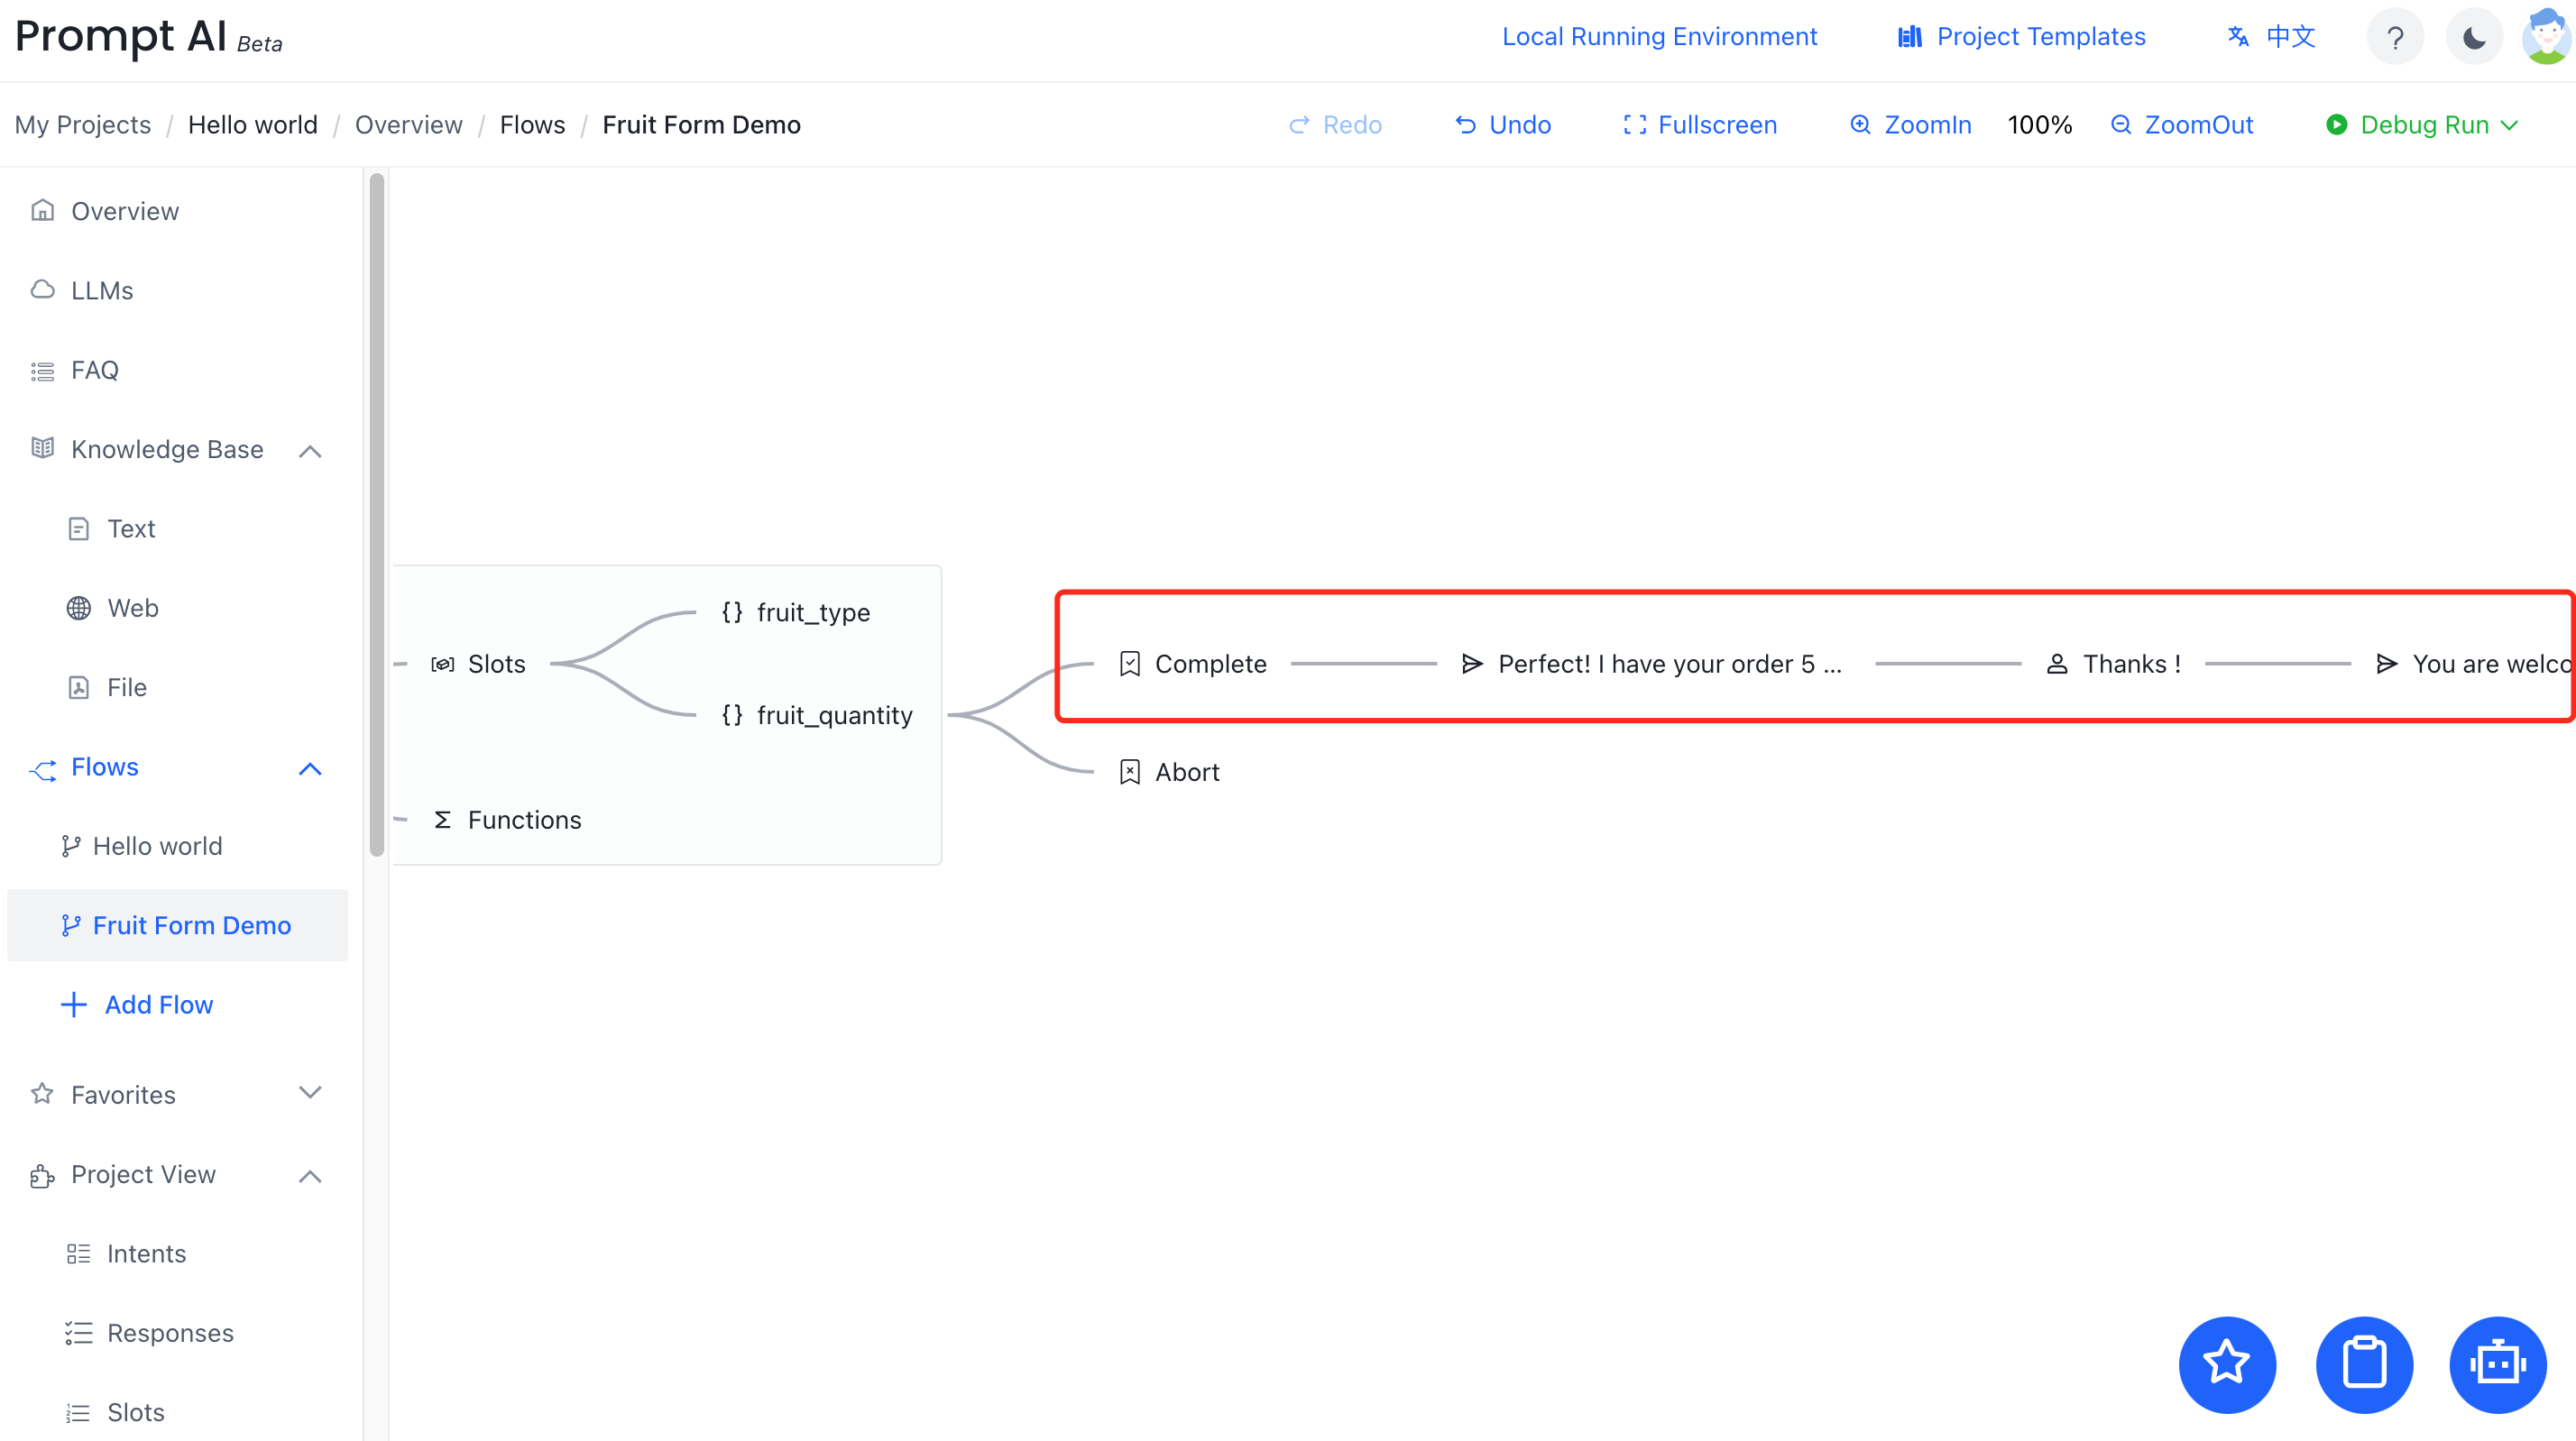 Prompt AI Beta
Local Running Environment
Project Templates
中文
?
My Projects / Hello world / Overview / Flows / Fruit Form Demo
Redo
Undo
Fullscreen
ZoomIn
100%
ZoomOut
Debug Run
Overview
LLMs
FAQ
Knowledge Base
Text
Web
File
Flows
Hello world
Fruit Form Demo
Add Flow
Favorites
Project View
Intents
Responses
Slots
Slots
{} fruit_type
{} fruit_quantity
Functions
Complete
Perfect! I have your order 5 ...
Thanks !
You are welco
Abort